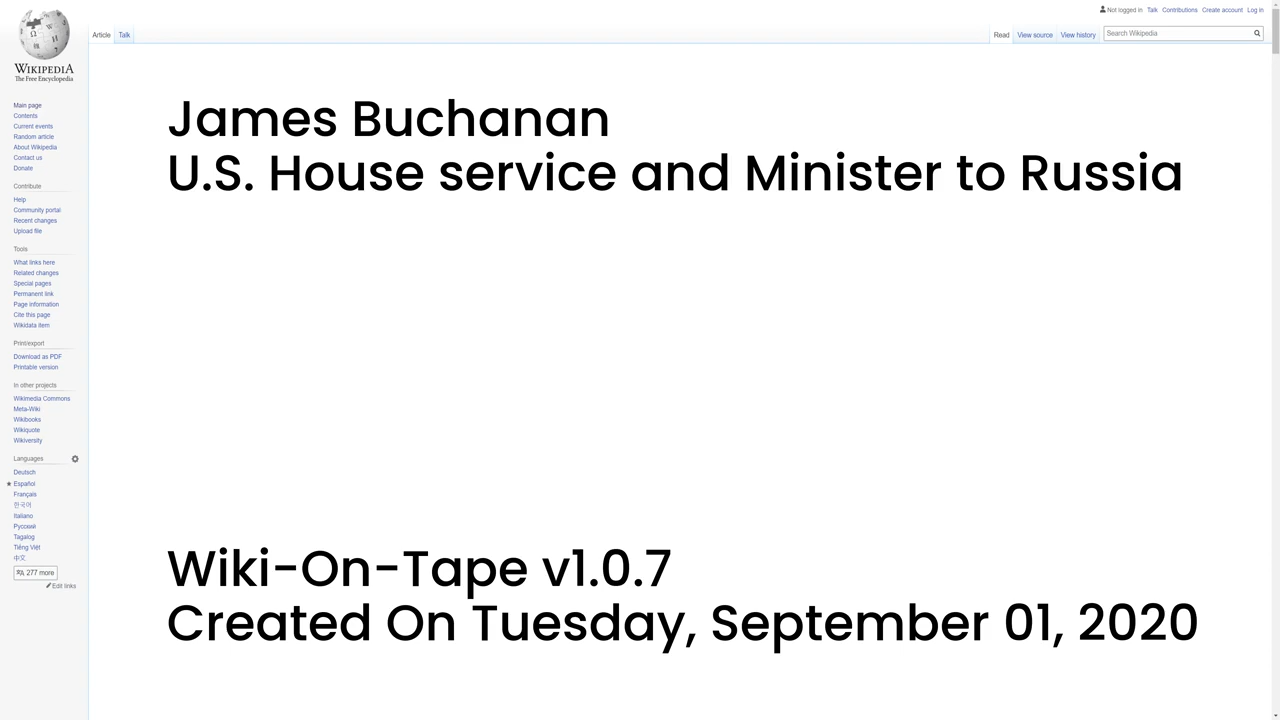 Not logged in Talk Contributions Create account Log in
Article Talk Read View source View history Search Wikipedia
WIKIPEDIA
The Free Encyclopedia
Main page
Contents
Current events
Random article
About Wikipedia
Contact us
Donate
Contribute
Help
Community portal
Recent changes
Upload file
Tools
What links here
Related changes
Special pages
Permanent link
Page information
Cite this page
Wikidata item
Print/export
Download as PDF
Printable version
In other projects
Wikimedia Commons
Meta-Wiki
Wikibooks
Wikiquote
Wikiversity
Languages
Deutsch
Español
Français
한국어
Italiano
Русский
Tagalog
Tiếng Việt
中文
277 more
Edit links
James Buchanan
U.S. House service and Minister to Russia
Wiki-On-Tape v1.0.7
Created On Tuesday, September 01, 2020